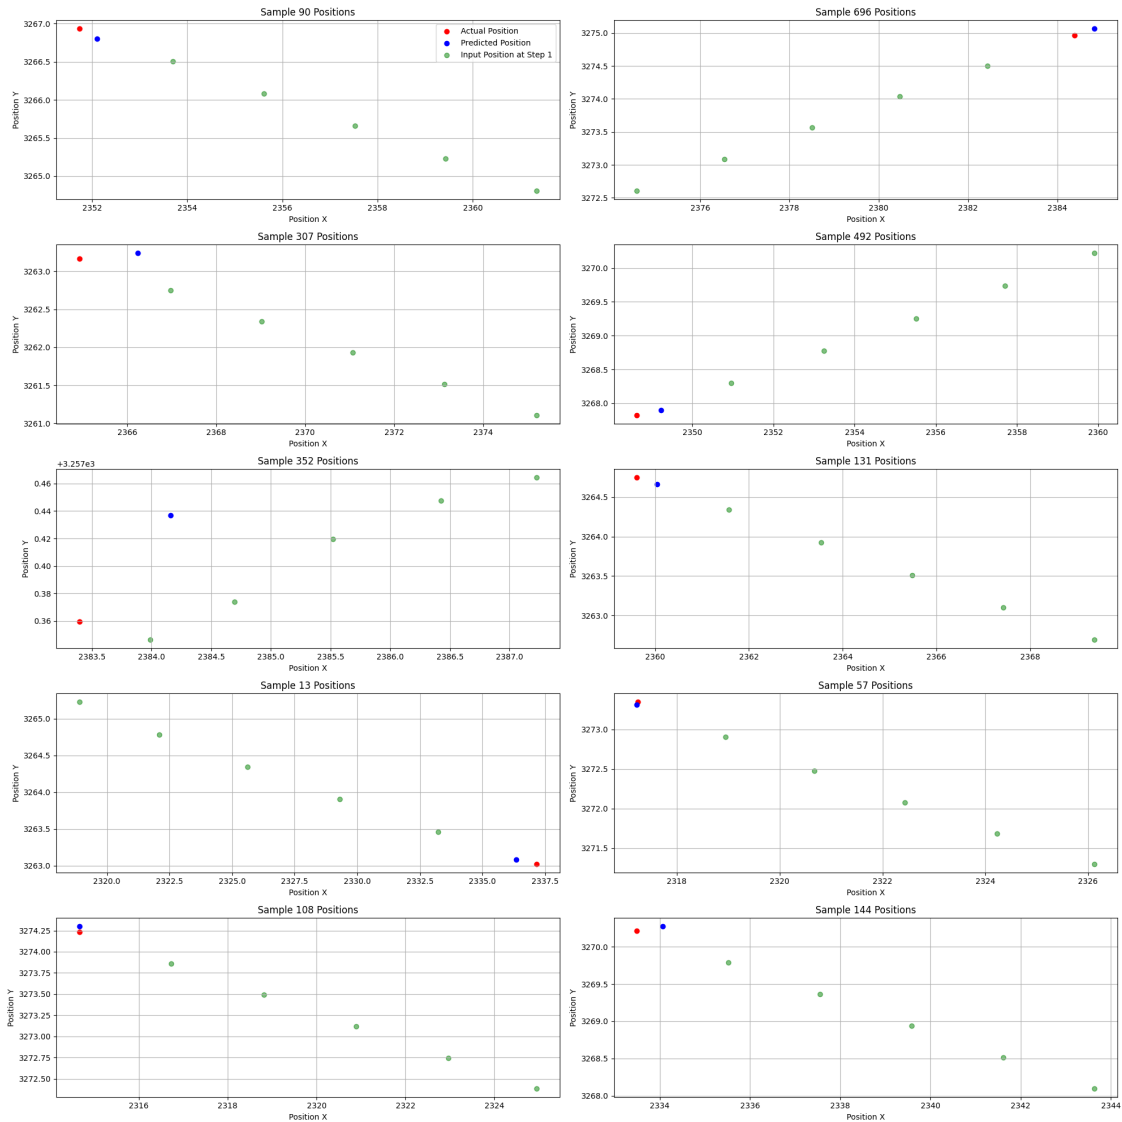 Sample 90 Positions
Position Y
3267.0
3266.5
3266.0
3265.5
3265.0
Actual Position
Predicted Position
Input Position at Step 1
2352 2354 2356 2358 2360
Position X
Sample 696 Positions
Position Y
3275.0
3274.5
3274.0
3273.5
3273.0
3272.5
2376 2378 2380 2382 2384
Position X
Sample 307 Positions
Position Y
3263.0
3262.5
3262.0
3261.5
3261.0
2366 2368 2370 2372 2374
Position X
Sample 492 Positions
Position Y
3270.0
3269.5
3269.0
3268.5
3268.0
2350 2352 2354 2356 2358 2360
Position X
Sample 352 Positions
+3.257e3
Position Y
0.46
0.44
0.42
0.40
0.38
0.36
2383.5 2384.0 2384.5 2385.0 2385.5 2386.0 2386.5 2387.0
Position X
Sample 131 Positions
Position Y
3264.5
3264.0
3263.5
3263.0
2360 2362 2364 2366 2368
Position X
Sample 13 Positions
Position Y
3265.0
3264.5
3264.0
3263.5
3263.0
2320.0 2322.5 2325.0 2327.5 2330.0 2332.5 2335.0 2337.5
Position X
Sample 57 Positions
Position Y
3273.0
3272.5
3272.0
3271.5
2318 2320 2322 2324 2326
Position X
Sample 108 Positions
Position Y
3274.25
3274.00
3273.75
3273.50
3273.25
3273.00
3272.75
3272.50
2316 2318 2320 2322 2324
Position X
Sample 144 Positions
Position Y
3270.0
3269.5
3269.0
3268.5
3268.0
2334 2336 2338 2340 2342 2344
Position X